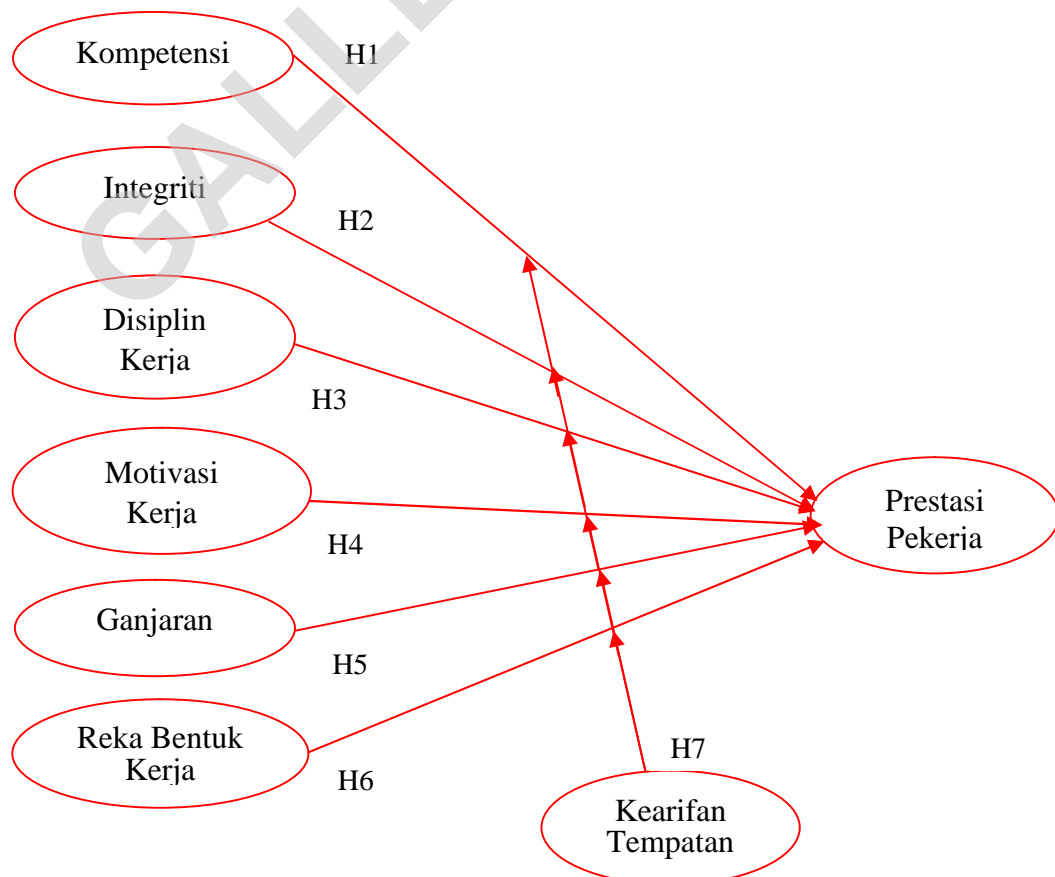 Kompetensi
H1
Integriti
H2
Disiplin
Kerja
H3
Motivasi
Kerja
H4
Prestasi
Pekerja
Ganjaran
H5
Reka Bentuk
Kerja
H6
H7
Kearifan
Tempatan
GALL